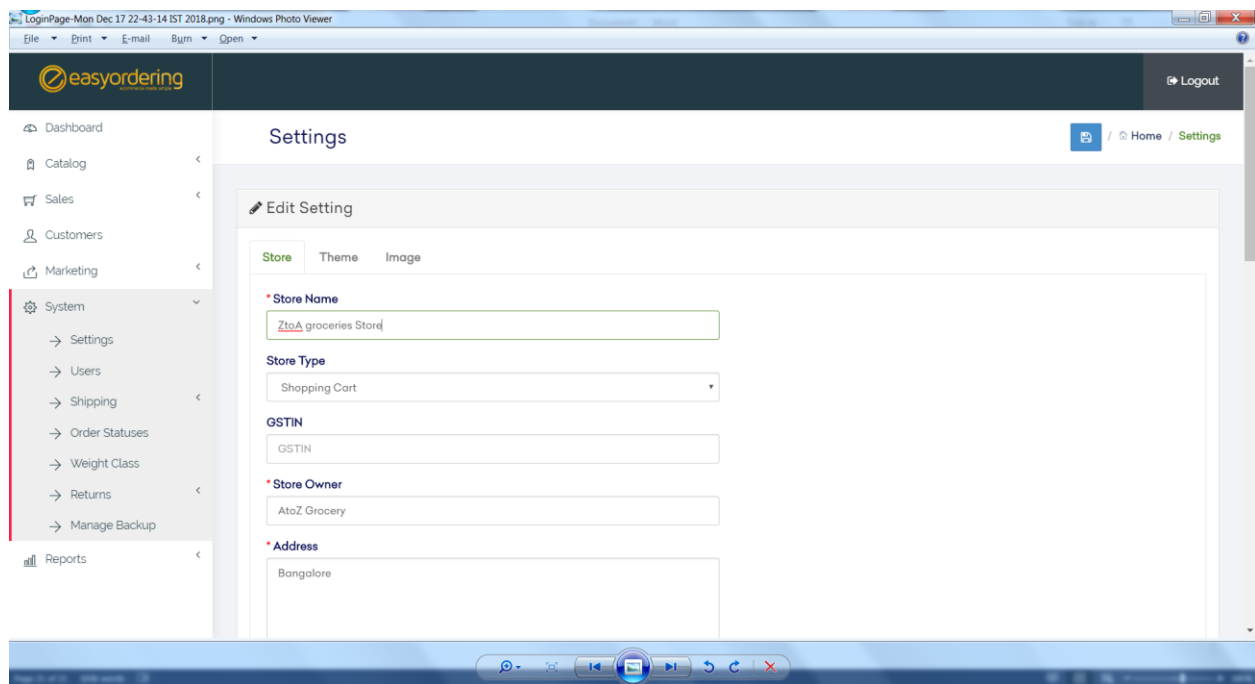 LoginPage-Mon Dec 17 22-43-14 IST 2018.png - Windows Photo Viewer
File Print E-mail Burn Open
easyordering
ecommerce made simple
Logout
Dashboard
Catalog
Sales
Customers
Marketing
System
Settings
Users
Shipping
Order Statuses
Weight Class
Returns
Manage Backup
Reports
Settings
/ Home / Settings
Edit Setting
Store Theme Image
* Store Name
ZtoA groceries Store
Store Type
Shopping Cart
GSTIN
GSTIN
* Store Owner
AtoZ Grocery
* Address
Bangalore